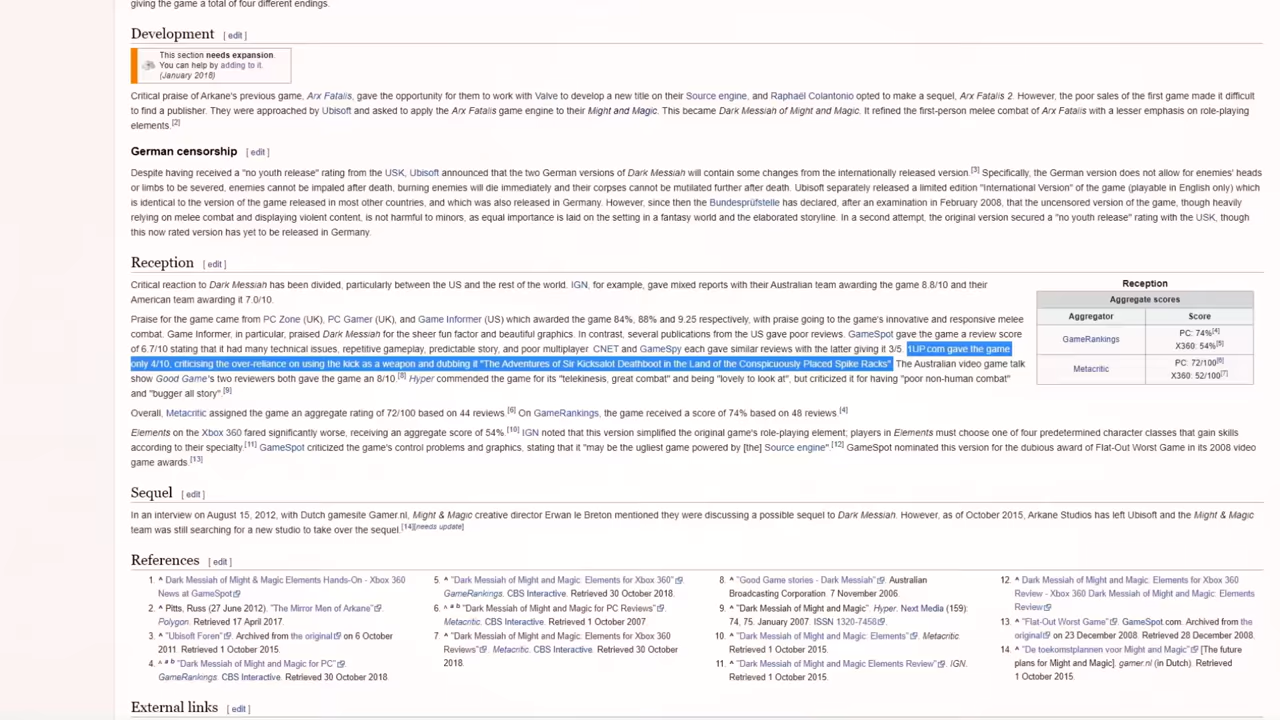 giving the game a total of four different endings.
Development [ edit ]
This section needs expansion.
You can help by adding to it.
(January 2018)
Critical praise of Arkane's previous game, Arx Fatalis, gave the opportunity for them to work with Valve to develop a new title on their Source engine, and Raphaël Colantonio opted to make a sequel, Arx Fatalis 2. However, the poor sales of the first game made it difficult
to find a publisher. They were approached by Ubisoft and asked to apply the Arx Fatalis game engine to their Might and Magic. This became Dark Messiah of Might and Magic. It refined the first-person melee combat of Arx Fatalis with a lesser emphasis on role-playing
elements.[2]
German censorship [ edit ]
Despite having received a "no youth release" rating from the USK, Ubisoft announced that the two German versions of Dark Messiah will contain some changes from the internationally released version.[3] Specifically, the German version does not allow for enemies' heads
or limbs to be severed, enemies cannot be impaled after death, burning enemies will die immediately and their corpses cannot be mutilated further after death. Ubisoft separately released a limited edition "International Version" of the game (playable in English only) which
is identical to the version of the game released in most other countries, and which was also released in Germany. However, since then the Bundesprüfstelle has declared, after an examination in February 2008, that the uncensored version of the game, though heavily
relying on melee combat and displaying violent content, is not harmful to minors, as equal importance is laid on the setting in a fantasy world and the elaborated storyline. In a second attempt, the original version secured a "no youth release" rating with the USK, though
this now rated version has yet to be released in Germany.
Reception [ edit ]
Critical reaction to Dark Messiah has been divided, particularly between the US and the rest of the world. IGN, for example, gave mixed reports with their Australian team awarding the game 8.8/10 and their
American team awarding it 7.0/10.
Praise for the game came from PC Zone (UK), PC Gamer (UK), and Game Informer (US) which awarded the game 84%, 88% and 9.25 respectively, with praise going to the game's innovative and responsive melee
combat. Game Informer, in particular, praised Dark Messiah for the sheer fun factor and beautiful graphics. In contrast, several publications from the US gave poor reviews. GameSpot gave the game a review score
of 6.7/10 stating that it had many technical issues, repetitive gameplay, predictable story, and poor multiplayer. CNET and GameSpy each gave similar reviews with the latter giving it 3/5. 1UP.com gave the game
only 4/10, criticising the over-reliance on using the kick as a weapon and dubbing it "The Adventures of Sir Kicksalot Deathboot in the Land of the Conspicuously Placed Spike Racks". The Australian video game talk
show Good Game's two reviewers both gave the game an 8/10.[8] Hyper commended the game for its "telekinesis, great combat" and being "lovely to look at", but criticized it for having "poor non-human combat"
and "bugger all story".[9]
Overall, Metacritic assigned the game an aggregate rating of 72/100 based on 44 reviews.[6] On GameRankings, the game received a score of 74% based on 48 reviews.[4]
Elements on the Xbox 360 fared significantly worse, receiving an aggregate score of 54%.[10] IGN noted that this version simplified the original game's role-playing element; players in Elements must choose one of four predetermined character classes that gain skills
according to their specialty.[11] GameSpot criticized the game's control problems and graphics, stating that it "may be the ugliest game powered by [the] Source engine".[12] GameSpot nominated this version for the dubious award of Flat-Out Worst Game in its 2008 video
game awards.[13]
Reception
Aggregate scores
Aggregator Score
GameRankings PC: 74%[4]
X360: 54%[5]
Metacritic PC: 72/100[6]
X360: 52/100[7]
Sequel [ edit ]
In an interview on August 15, 2012, with Dutch gamesite Gamer.nl, Might & Magic creative director Erwan le Breton mentioned they were discussing a possible sequel to Dark Messiah. However, as of October 2015, Arkane Studios has left Ubisoft and the Might & Magic
team was still searching for a new studio to take over the sequel.[14][needs update]
References [ edit ]
1. ^ Dark Messiah of Might & Magic Elements Hands-On - Xbox 360
News at GameSpot
2. ^ Pitts, Russ (27 June 2012). "The Mirror Men of Arkane".
Polygon. Retrieved 17 April 2017.
3. ^ "Ubisoft Foren". Archived from the original on 6 October
2011. Retrieved 1 October 2015.
4. ^ a b "Dark Messiah of Might and Magic for PC".
GameRankings. CBS Interactive. Retrieved 30 October 2018.
5. ^ "Dark Messiah of Might and Magic: Elements for Xbox 360".
GameRankings. CBS Interactive. Retrieved 30 October 2018.
6. ^ a b "Dark Messiah of Might and Magic for PC Reviews".
Metacritic. CBS Interactive. Retrieved 1 October 2007.
7. ^ "Dark Messiah of Might and Magic: Elements for Xbox 360
Reviews". Metacritic. CBS Interactive. Retrieved 30 October
2018.
8. ^ "Good Game stories - Dark Messiah". Australian
Broadcasting Corporation. 7 November 2006.
9. ^ "Dark Messiah of Might and Magic". Hyper. Next Media (159):
74, 75. January 2007. ISSN 1320-7458.
10. ^ "Dark Messiah of Might and Magic: Elements". Metacritic.
Retrieved 1 October 2015.
11. ^ "Dark Messiah of Might and Magic Elements Review". IGN.
Retrieved 1 October 2015.
12. ^ Dark Messiah of Might and Magic: Elements for Xbox 360
Review - Xbox 360 Dark Messiah of Might and Magic: Elements
Review
13. ^ "Flat-Out Worst Game". GameSpot.com. Archived from the
original on 23 December 2008. Retrieved 28 December 2008.
14. ^ "De toekomstplannen voor Might and Magic" [The future
plans for Might and Magic]. gamer.nl (in Dutch). Retrieved
1 October 2015.
External links [ edit ]